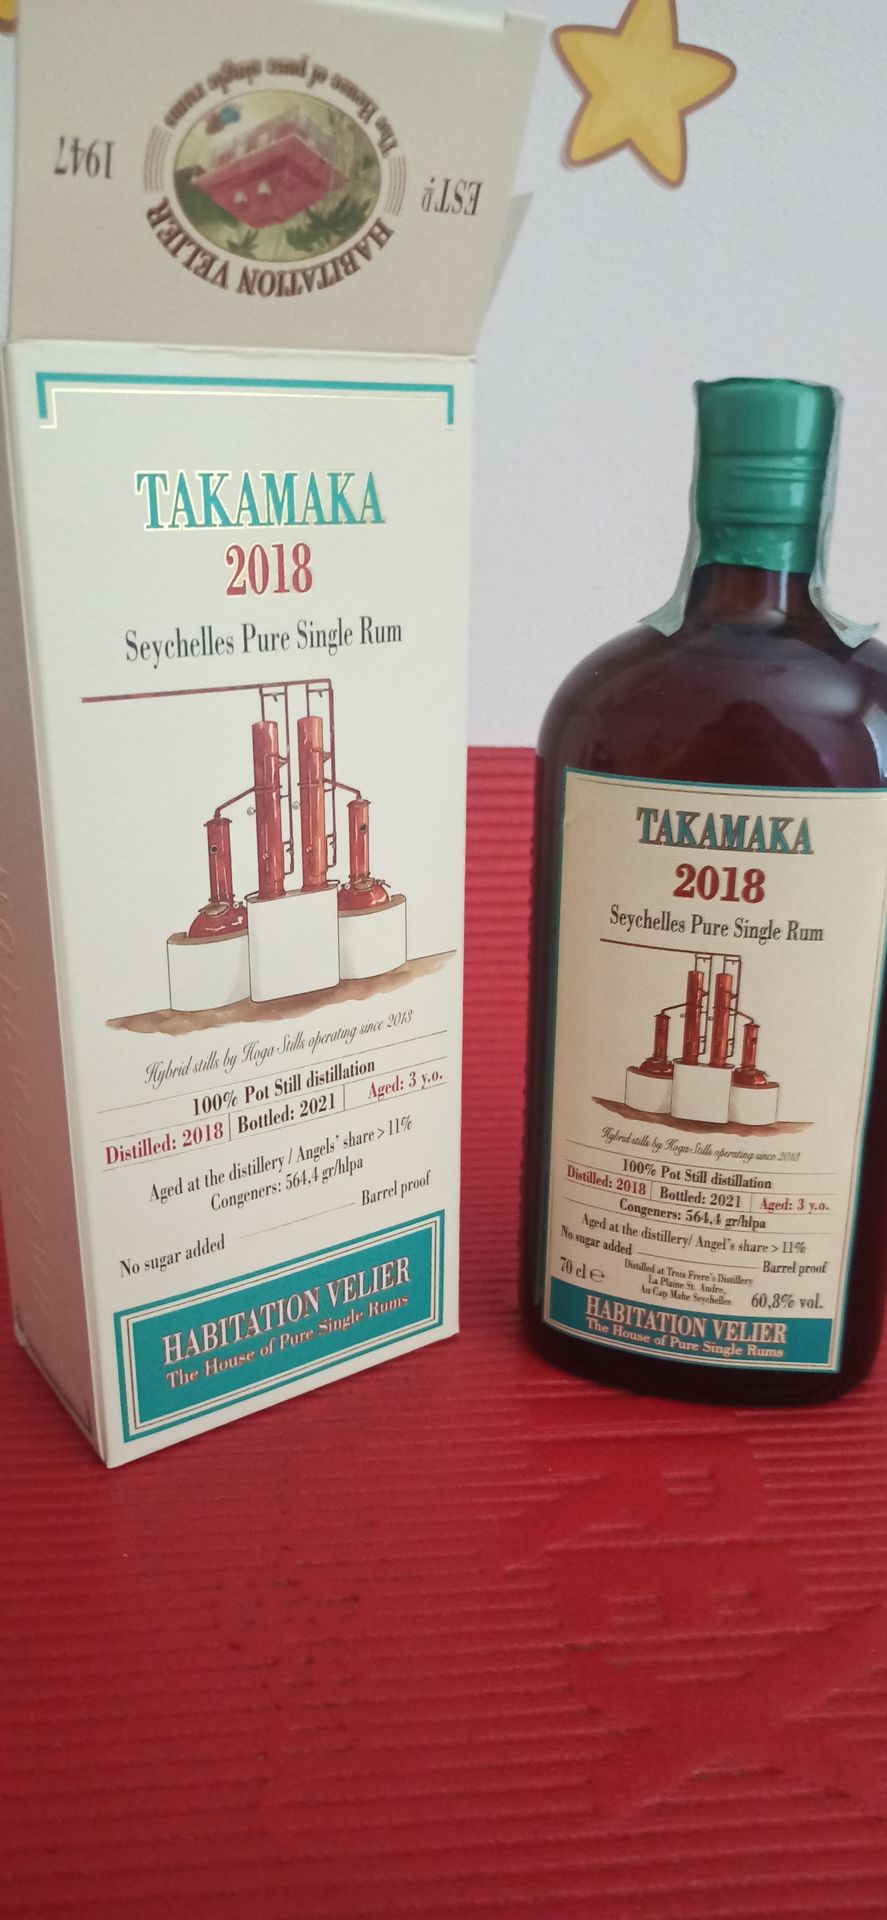 HABITATION VELIER
The House of pure single rums
ESTD. 1947
TAKAMAKA
2018
Seychelles Pure Single Rum
Hybrid stills by Hoga Stills operating since 2013
100% Pot Still distillation
Distilled: 2018 Bottled: 2021 Aged: 3 y.o.
Aged at the distillery / Angels' share > 11%
Congeners: 564,4 gr/hlpa
No sugar added Barrel proof
HABITATION VELIER
The House of Pure Single Rums
TAKAMAKA
2018
Seychelles Pure Single Rum
Hybrid stills by Hoga Stills operating since 2013
100% Pot Still distillation
Distilled: 2018 Bottled: 2021 Aged: 3 y.o.
Congeners: 564,4 gr/hlpa
Aged at the distillery/ Angel's share > 11%
No sugar added Barrel proof
Distilled at Trois Frere's Distillery
La Plaine St. Andre,
Au Cap Mahe Seychelles
70 cl ℮ 60,8% vol.
HABITATION VELIER
The House of Pure Single Rums